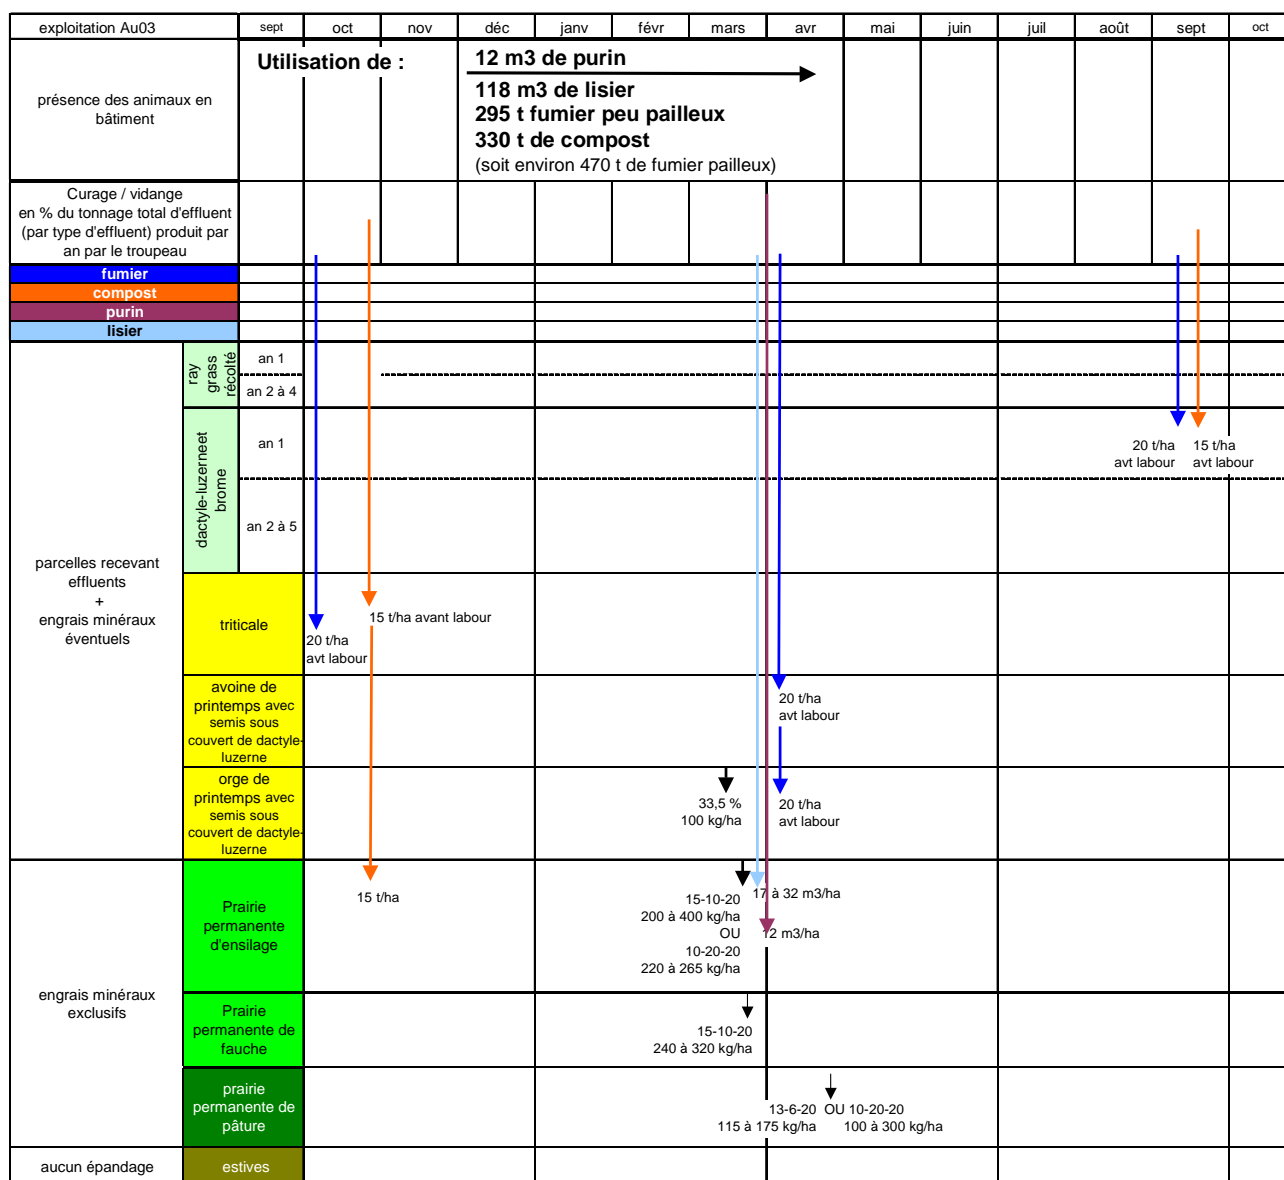 exploitation Au03 sept oct nov déc janv févr mars avr mai juin juil août sept oct
présence des animaux en
bâtiment
Utilisation de :
12 m3 de purin
118 m3 de lisier
295 t fumier peu pailleux
330 t de compost
(soit environ 470 t de fumier pailleux)
Curage / vidange
en % du tonnage total d'effluent
(par type d'effluent) produit par
an par le troupeau
fumier
compost
purin
lisier
parcelles recevant
effluents
+
engrais minéraux
éventuels
ray
grass
récolté
an 1
an 2 à 4
dactyle-luzerneet
brome
an 1
an 2 à 5
20 t/ha
avt labour
15 t/ha
avt labour
triticale
20 t/ha
avt labour
15 t/ha avant labour
avoine de
printemps avec
semis sous
couvert de dactyle-
luzerne
20 t/ha
avt labour
orge de
printemps avec
semis sous
couvert de dactyle-
luzerne
33,5 %
100 kg/ha
20 t/ha
avt labour
engrais minéraux
exclusifs
Prairie
permanente
d'ensilage
15 t/ha
15-10-20
200 à 400 kg/ha
OU
10-20-20
220 à 265 kg/ha
17 à 32 m3/ha
12 m3/ha
Prairie
permanente de
fauche
15-10-20
240 à 320 kg/ha
prairie
permanente de
pâture
13-6-20 OU 10-20-20
115 à 175 kg/ha 100 à 300 kg/ha
aucun épandage
estives